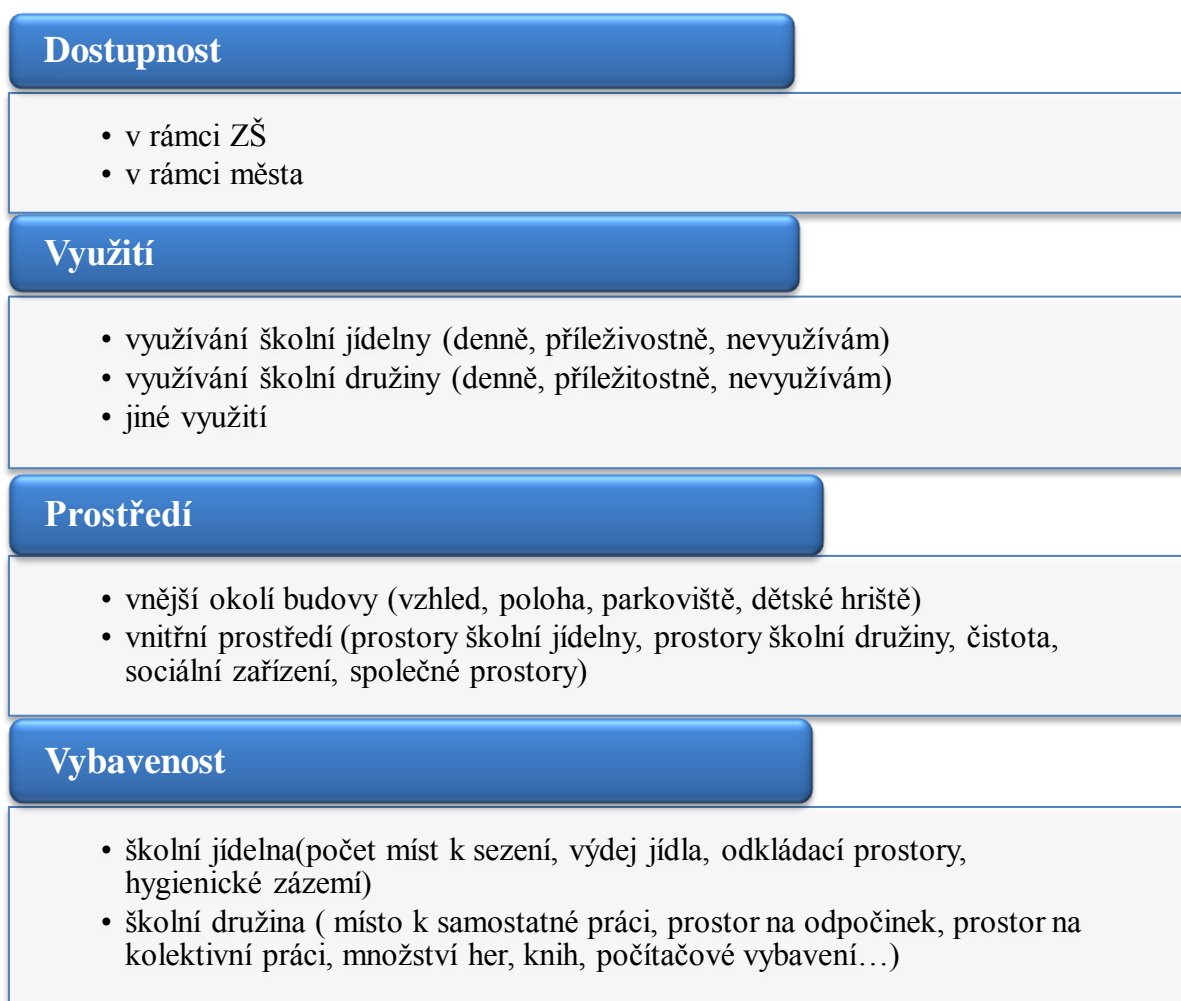 Dostupnost
• v rámci ZŠ
• v rámci města
Využití
• využívání školní jídelny (denně, příleživostně, nevyužívám)
• využívání školní družiny (denně, příležitostně, nevyužívám)
• jiné využití
Prostředí
• vnější okolí budovy (vzhled, poloha, parkoviště, dětské hriště)
• vnitřní prostředí (prostory školní jídelny, prostory školní družiny, čistota,
sociální zařízení, společné prostory)
Vybavenost
• školní jídelna(počet míst k sezení, výdej jídla, odkládací prostory,
hygienické zázemí)
• školní družina ( místo k samostatné práci, prostor na odpočinek, prostor na
kolektivní práci, množství her, knih, počítačové vybavení…)